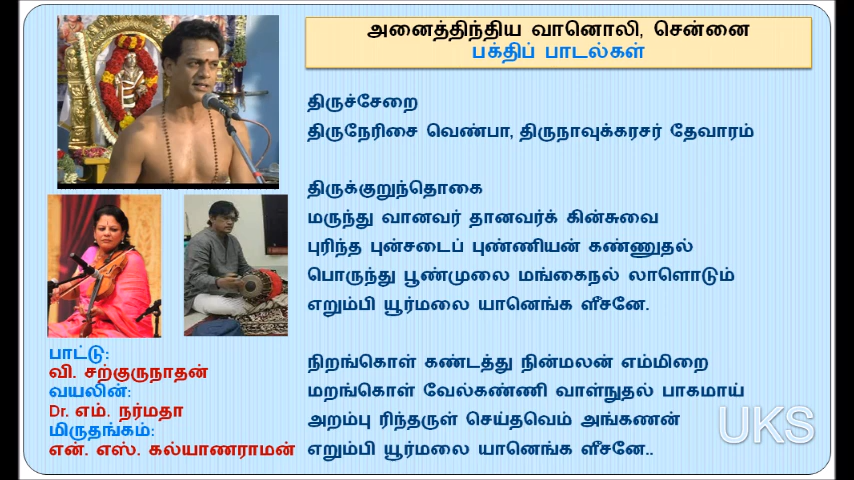 அனைத்திந்திய வானொலி, சென்னை
பக்திப் பாடல்கள்
திருச்சேறை
திருநேரிசை வெண்பா, திருநாவுக்கரசர் தேவாரம்
திருக்குறுந்தொகை
மருந்து வானவர் தானவர்க் கின்சுவை
புரிந்த புன்சடைப் புண்ணியன் கண்ணுதல்
பொருந்து பூண்முலை மங்கைநல் லாளொடும்
எறும்பி யூர்மலை யானெங்க ளீசனே.
நிறங்கொள் கண்டத்து நின்மலன் எம்மிறை
மறங்கொள் வேல்கண்ணி வாள்நுதல் பாகமாய்
அறம்பு ரிந்தருள் செய்தவெம் அங்கணன்
எறும்பி யூர்மலை யானெங்க ளீசனே..
பாட்டு:
வி. சற்குருநாதன்
வயலின்:
Dr. எம். நர்மதா
மிருதங்கம்:
என். எஸ். கல்யாணராமன்
UKS